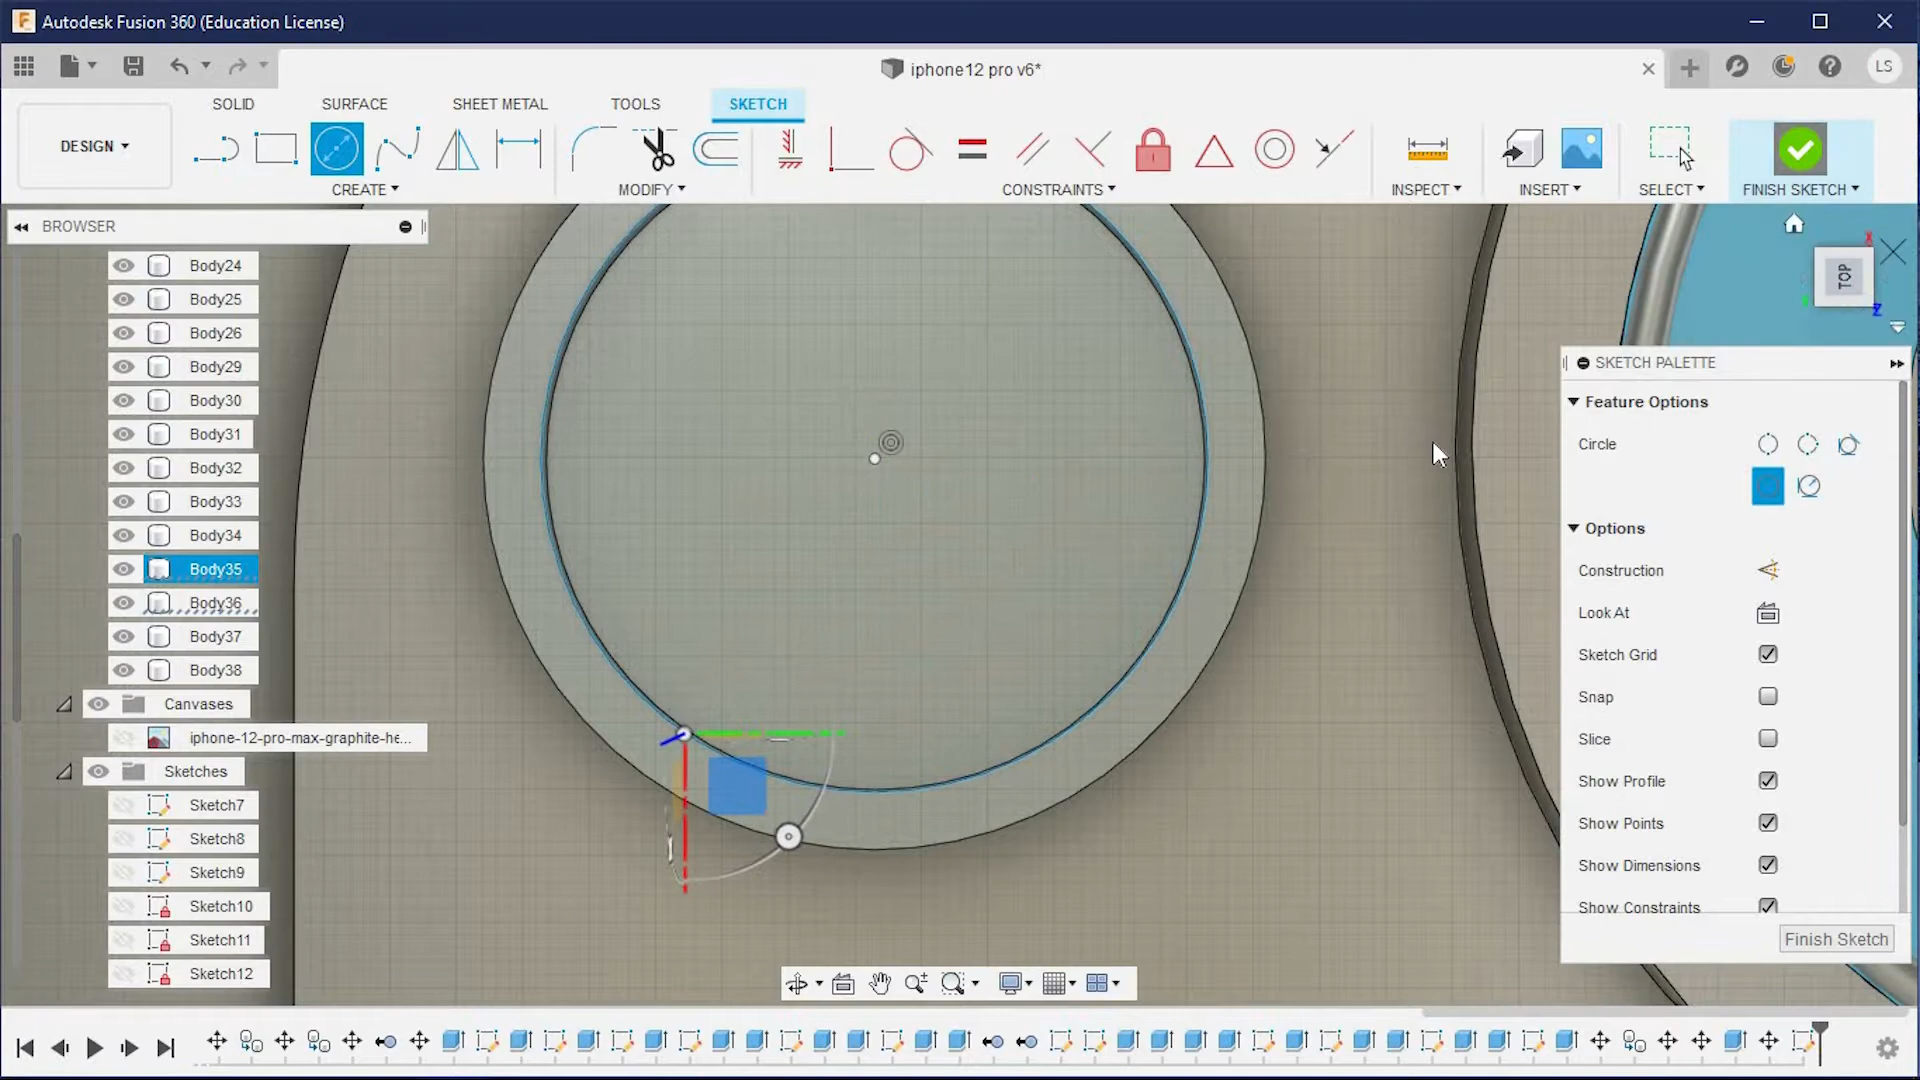 Autodesk Fusion 360 (Education License)
iphone12 pro v6*
LS
SOLID
SURFACE
SHEET METAL
TOOLS
SKETCH
DESIGN
CREATE
MODIFY
CONSTRAINTS
INSPECT
INSERT
SELECT
FINISH SKETCH
BROWSER
Body24
Body25
Body26
Body29
Body30
Body31
Body32
Body33
Body34
Body35
Body36
Body37
Body38
Canvases
iphone-12-pro-max-graphite-he...
Sketches
Sketch7
Sketch8
Sketch9
Sketch10
Sketch11
Sketch12
X
TOP
Z
SKETCH PALETTE
Feature Options
Circle
Options
Construction
Look At
Sketch Grid
Snap
Slice
Show Profile
Show Points
Show Dimensions
Show Constraints
Finish Sketch